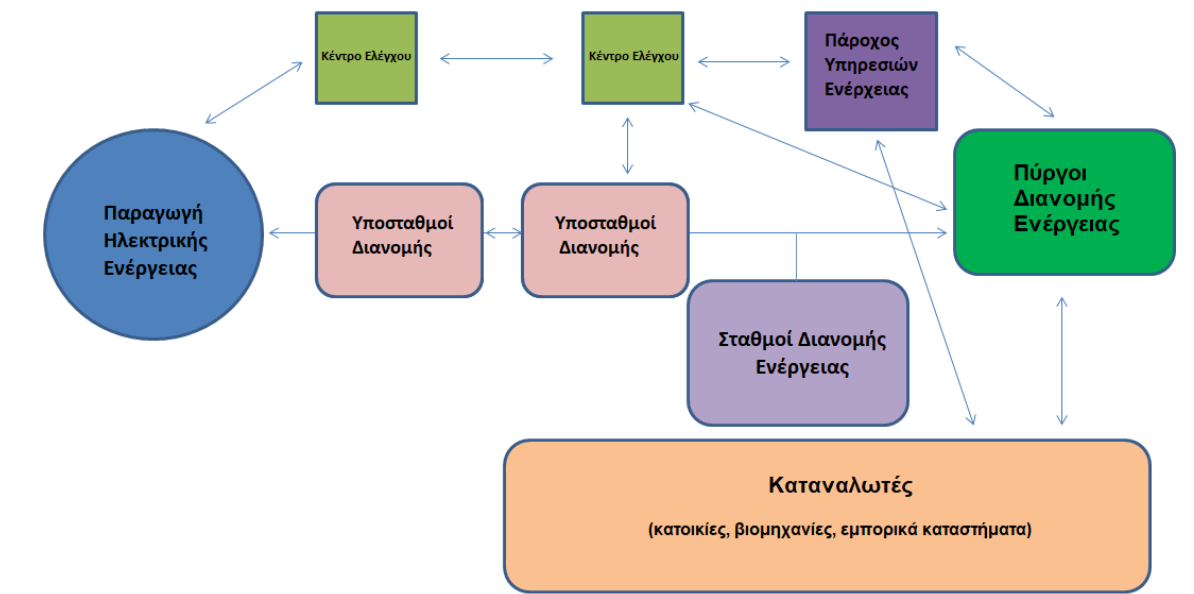 Κέντρο Ελέγχου
Κέντρο Ελέγχου
Πάροχος
Υπηρεσιών
Ενέρχειας
Παραγωγή
Ηλεκτρικής
Ενέργειας
Υποσταθμοί
Διανομής
Υποσταθμοί
Διανομής
Πύργοι
Διανομής
Ενέργειας
Σταθμοί Διανομής
Ενέργειας
Καταναλωτές
(κατοικίες, βιομηχανίες, εμπορικά καταστήματα)